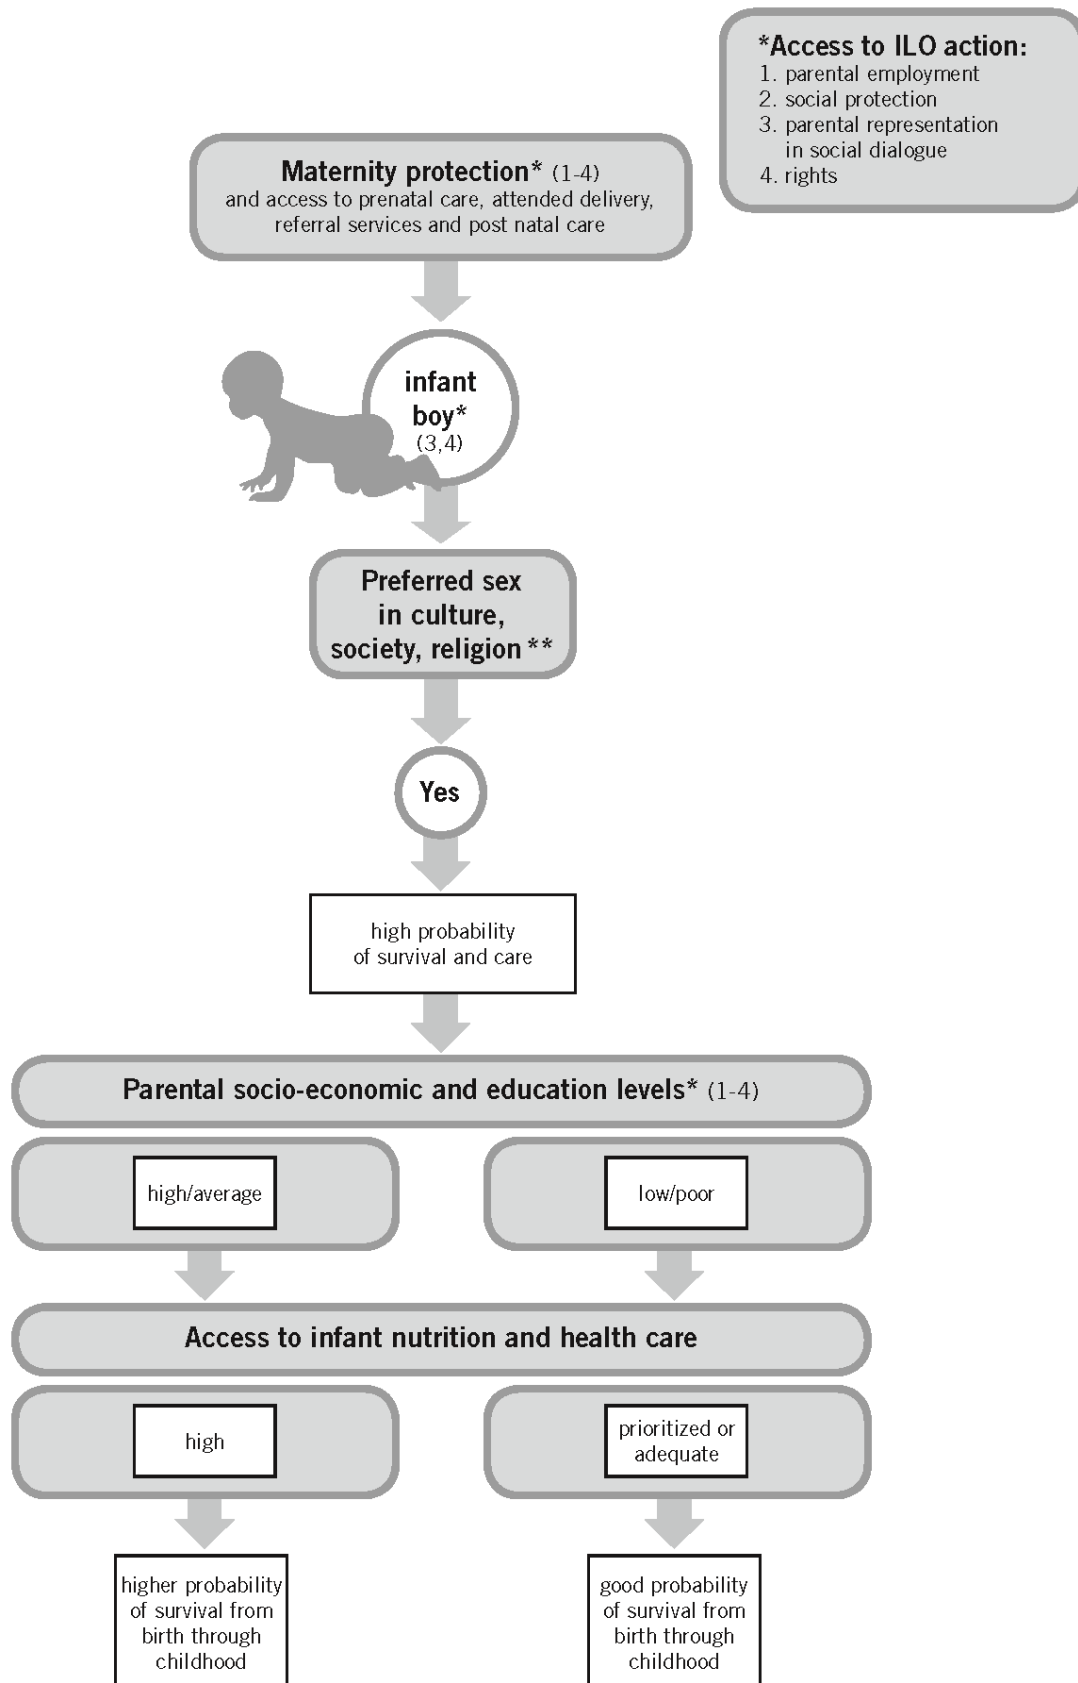 *Access to ILO action:
1. parental employment
2. social protection
3. parental representation
in social dialogue
4. rights
Maternity protection* (1-4)
and access to prenatal care, attended delivery,
referral services and post natal care
infant
boy*
(3,4)
Preferred sex
in culture,
society, religion **
Yes
high probability
of survival and care
Parental socio-economic and education levels* (1-4)
high/average
low/poor
Access to infant nutrition and health care
high
prioritized or
adequate
higher probability
of survival from
birth through
childhood
good probability
of survival from
birth through
childhood